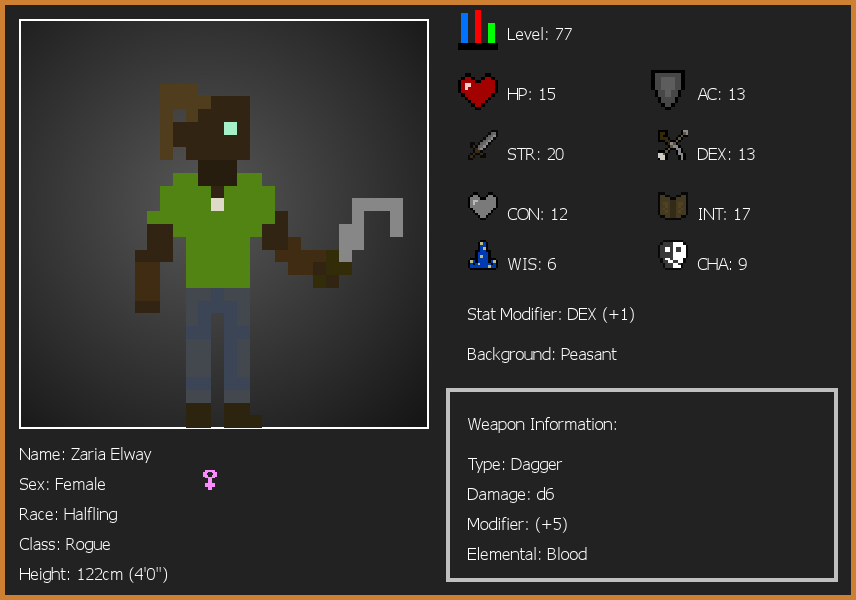 Level: 77
HP: 15
AC: 13
STR: 20
DEX: 13
CON: 12
INT: 17
WIS: 6
CHA: 9
Stat Modifier: DEX (+1)
Background: Peasant
Weapon Information:
Type: Dagger
Damage: d6
Modifier: (+5)
Elemental: Blood
Name: Zaria Elway
Sex: Female
Race: Halfling
Class: Rogue
Height: 122cm (4'0")